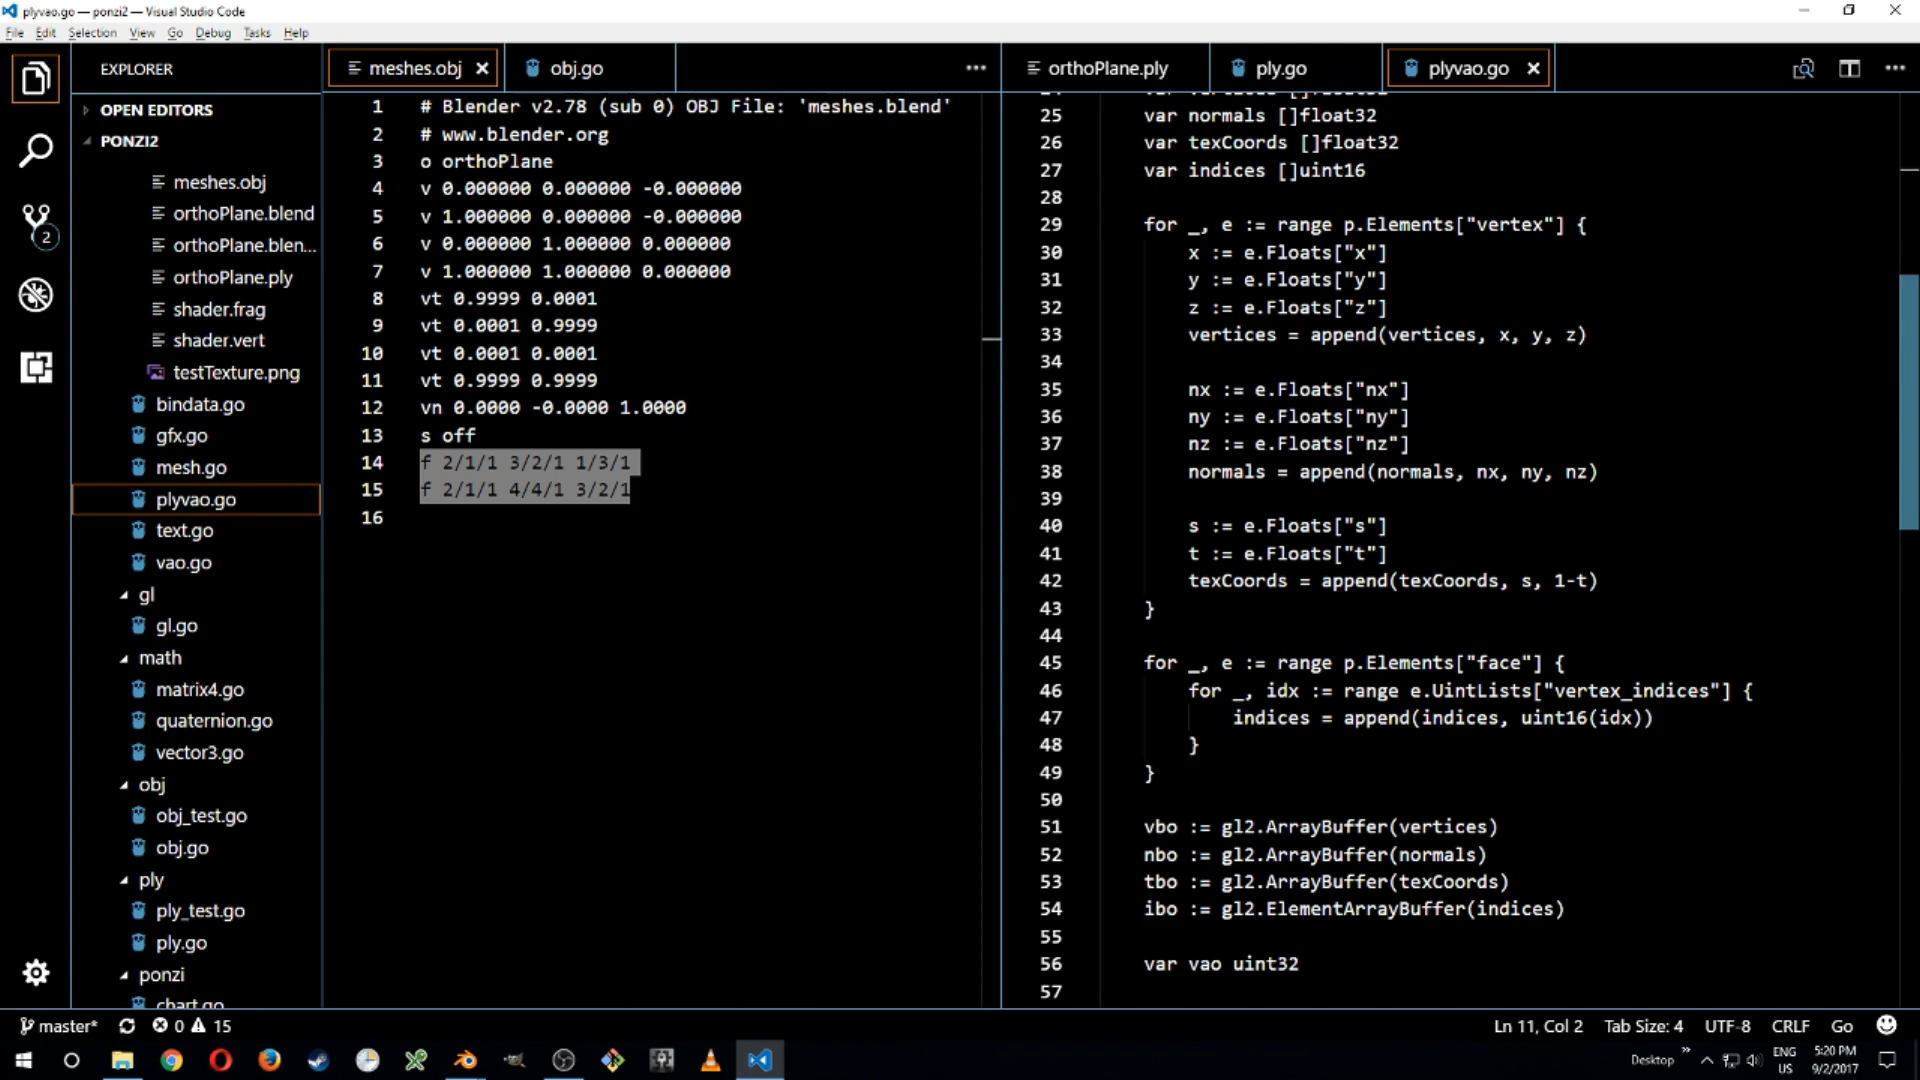 plyvao.go — ponzi2 — Visual Studio Code
File Edit Selection View Go Debug Tasks Help
EXPLORER
OPEN EDITORS
PONZI2
meshes.obj
orthoPlane.blend
orthoPlane.blen...
orthoPlane.ply
shader.frag
shader.vert
testTexture.png
bindata.go
gfx.go
mesh.go
plyvao.go
text.go
vao.go
gl
gl.go
math
matrix4.go
quaternion.go
vector3.go
obj
obj_test.go
obj.go
ply
ply_test.go
ply.go
ponzi
chart.go
2
meshes.obj
obj.go
1 # Blender v2.78 (sub 0) OBJ File: 'meshes.blend'
2 # www.blender.org
3 o orthoPlane
4 v 0.000000 0.000000 -0.000000
5 v 1.000000 0.000000 -0.000000
6 v 0.000000 1.000000 0.000000
7 v 1.000000 1.000000 0.000000
8 vt 0.9999 0.0001
9 vt 0.0001 0.9999
10 vt 0.0001 0.0001
11 vt 0.9999 0.9999
12 vn 0.0000 -0.0000 1.0000
13 s off
14 f 2/1/1 3/2/1 1/3/1
15 f 2/1/1 4/4/1 3/2/1
16
orthoPlane.ply
ply.go
plyvao.go
25 var normals []float32
26 var texCoords []float32
27 var indices []uint16
28
29 for _, e := range p.Elements["vertex"] {
30 x := e.Floats["x"]
31 y := e.Floats["y"]
32 z := e.Floats["z"]
33 vertices = append(vertices, x, y, z)
34
35 nx := e.Floats["nx"]
36 ny := e.Floats["ny"]
37 nz := e.Floats["nz"]
38 normals = append(normals, nx, ny, nz)
39
40 s := e.Floats["s"]
41 t := e.Floats["t"]
42 texCoords = append(texCoords, s, 1-t)
43 }
44
45 for _, e := range p.Elements["face"] {
46 for _, idx := range e.UintLists["vertex_indices"] {
47 indices = append(indices, uint16(idx))
48 }
49 }
50
51 vbo := gl2.ArrayBuffer(vertices)
52 nbo := gl2.ArrayBuffer(normals)
53 tbo := gl2.ArrayBuffer(texCoords)
54 ibo := gl2.ElementArrayBuffer(indices)
55
56 var vao uint32
57
master* 0 15
Ln 11, Col 2 Tab Size: 4 UTF-8 CRLF Go
Desktop
ENG
US
5:20 PM
9/2/2017